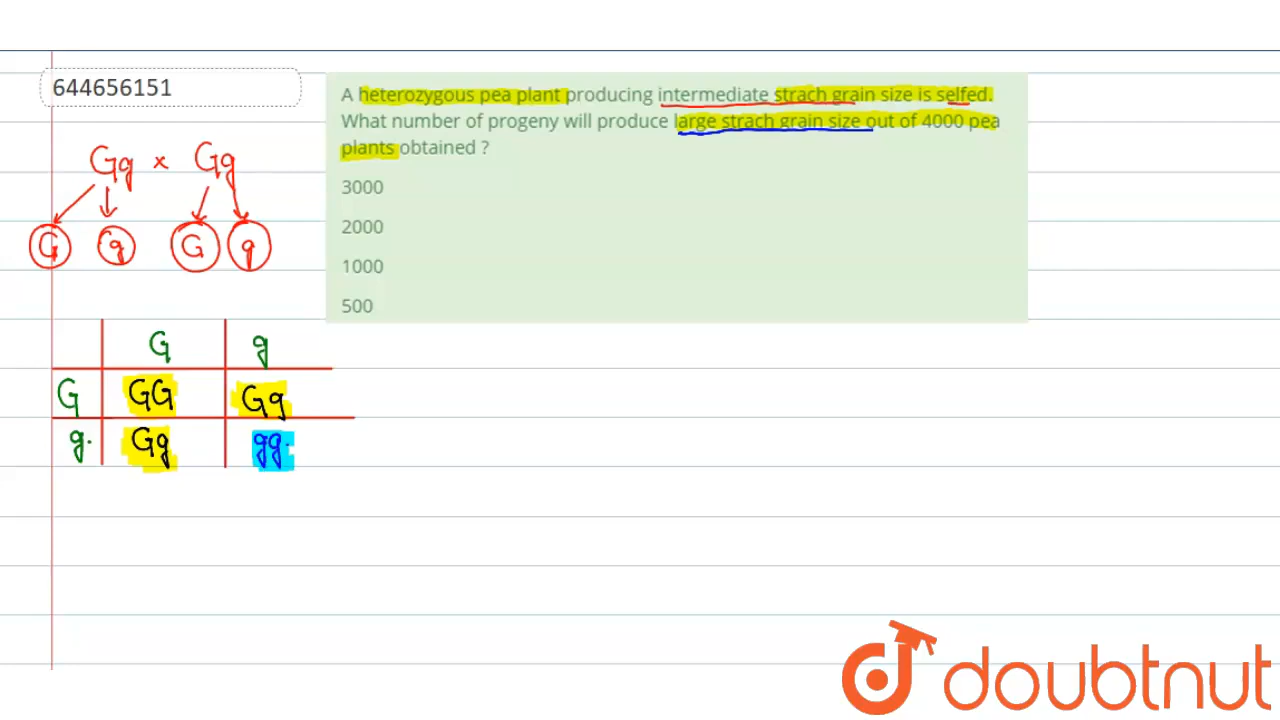 644656151
A heterozygous pea plant producing intermediate strach grain size is selfed.
What number of progeny will produce large strach grain size out of 4000 pea
plants obtained ?
3000
2000
1000
500
Gg × Gg
G g G g
G g
G GG Gg
g. Gg gg.
doubtnut